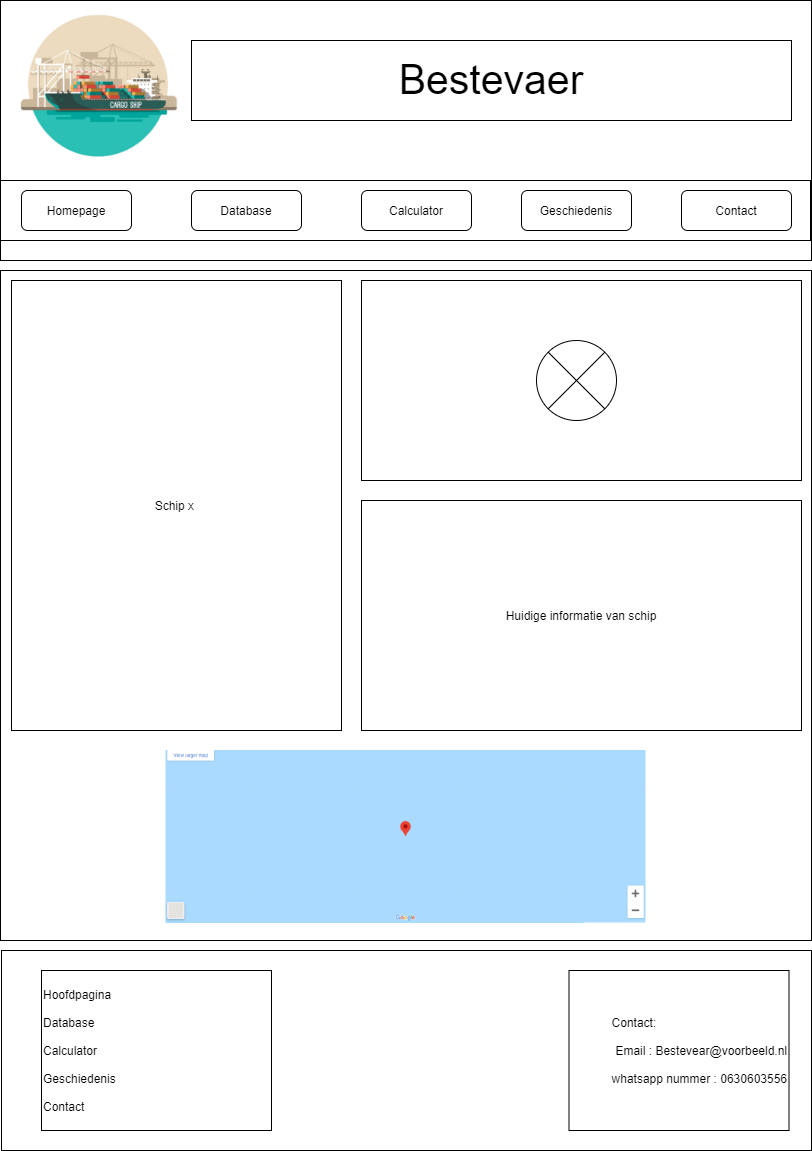 Bestevaer
CARGO SHIP
Homepage
Database
Calculator
Geschiedenis
Contact
Schip x
Huidige informatie van schip
View larger map
Google
Hoofdpagina
Database
Calculator
Geschiedenis
Contact
Contact:
Email : Bestevear@voorbeeld.nl
whatsapp nummer : 0630603556